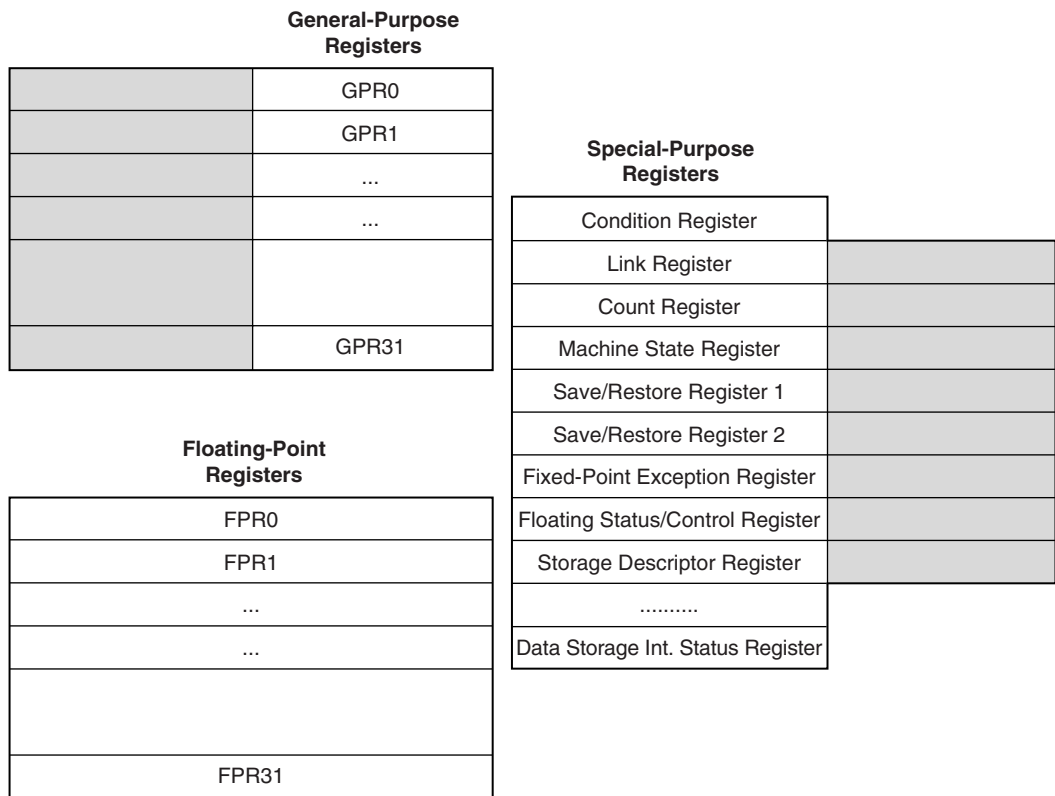 General-Purpose
Registers
GPR0
GPR1
...
...
GPR31
Floating-Point
Registers
FPR0
FPR1
...
...
FPR31
Special-Purpose
Registers
Condition Register
Link Register
Count Register
Machine State Register
Save/Restore Register 1
Save/Restore Register 2
Fixed-Point Exception Register
Floating Status/Control Register
Storage Descriptor Register
..........
Data Storage Int. Status Register